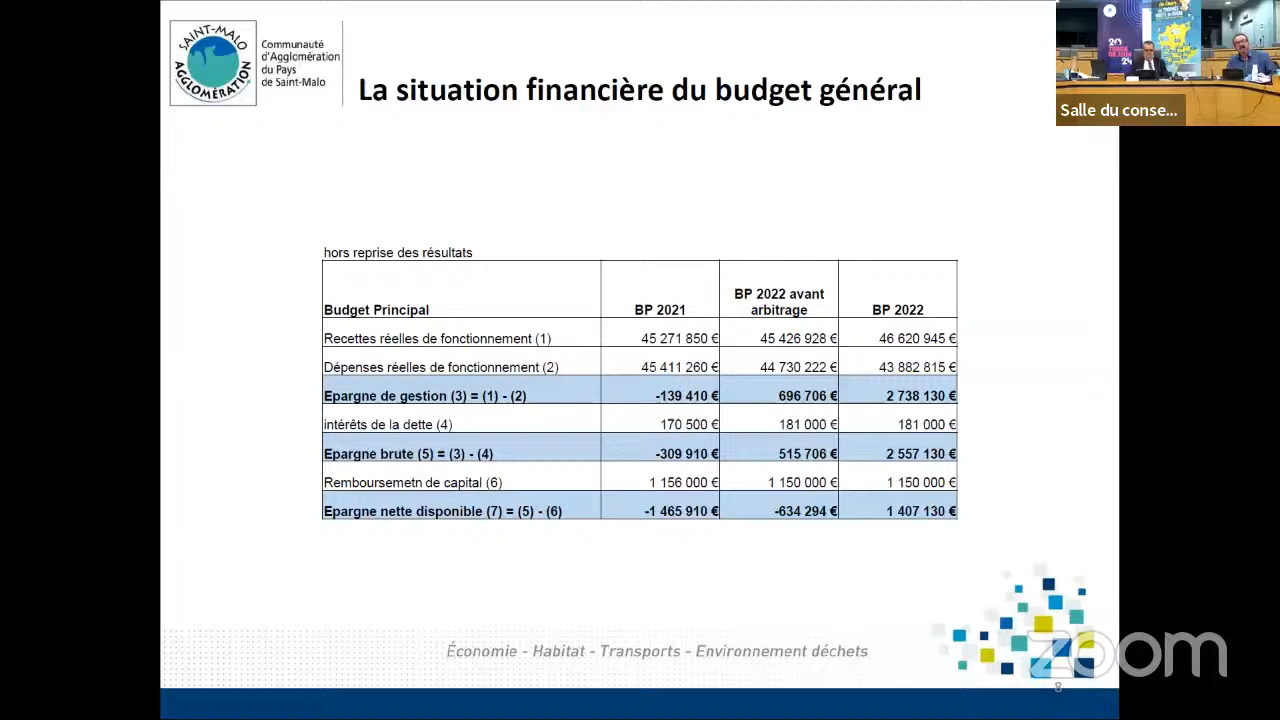 SAINT-MALO
AGGLOMÉRATION
Communauté
d'Agglomération
du Pays
de Saint-Malo
La situation financière du budget général
Salle du conse...
hors reprise des résultats
Budget Principal BP 2021 BP 2022 avant arbitrage BP 2022
Recettes réelles de fonctionnement (1) 45 271 850 € 45 426 928 € 46 620 945 €
Dépenses réelles de fonctionnement (2) 45 411 260 € 44 730 222 € 43 882 815 €
Epargne de gestion (3) = (1) - (2) -139 410 € 696 706 € 2 738 130 €
intérêts de la dette (4) 170 500 € 181 000 € 181 000 €
Epargne brute (5) = (3) - (4) -309 910 € 515 706 € 2 557 130 €
Remboursemetn de capital (6) 1 156 000 € 1 150 000 € 1 150 000 €
Epargne nette disponible (7) = (5) - (6) -1 465 910 € -634 294 € 1 407 130 €
Économie - Habitat - Transports - Environnement déchets
zoom
8